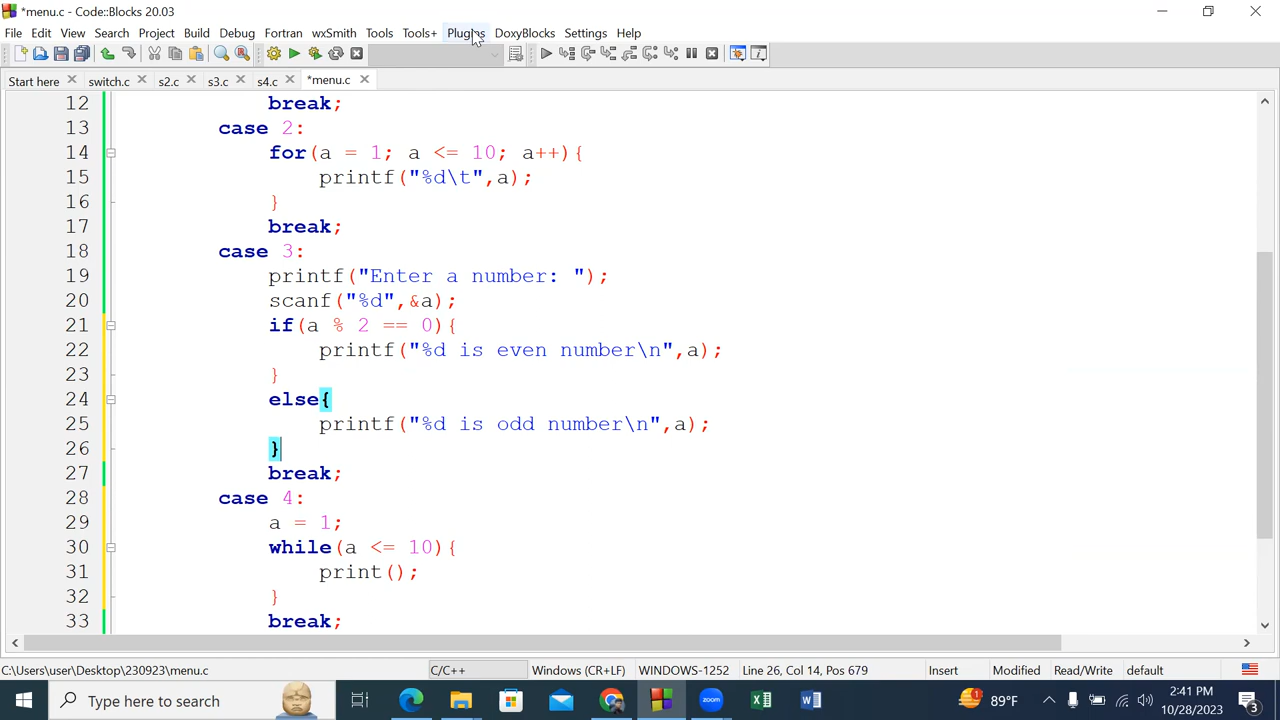 *menu.c - Code::Blocks 20.03
File Edit View Search Project Build Debug Fortran wxSmith Tools Tools+ Plugins DoxyBlocks Settings Help
Start here switch.c s2.c s3.c s4.c *menu.c
12 break;
13 case 2:
14 for(a = 1; a <= 10; a++){
15 printf("%d\t",a);
16 }
17 break;
18 case 3:
19 printf("Enter a number: ");
20 scanf("%d",&a);
21 if(a % 2 == 0){
22 printf("%d is even number\n",a);
23 }
24 else{
25 printf("%d is odd number\n",a);
26 }
27 break;
28 case 4:
29 a = 1;
30 while(a <= 10){
31 print();
32 }
33 break;
C:\Users\user\Desktop\230923\menu.c C/C++ Windows (CR+LF) WINDOWS-1252 Line 26, Col 14, Pos 679 Insert Modified Read/Write default
Type here to search zoom 1 89°F 2:41 PM
10/28/2023 3